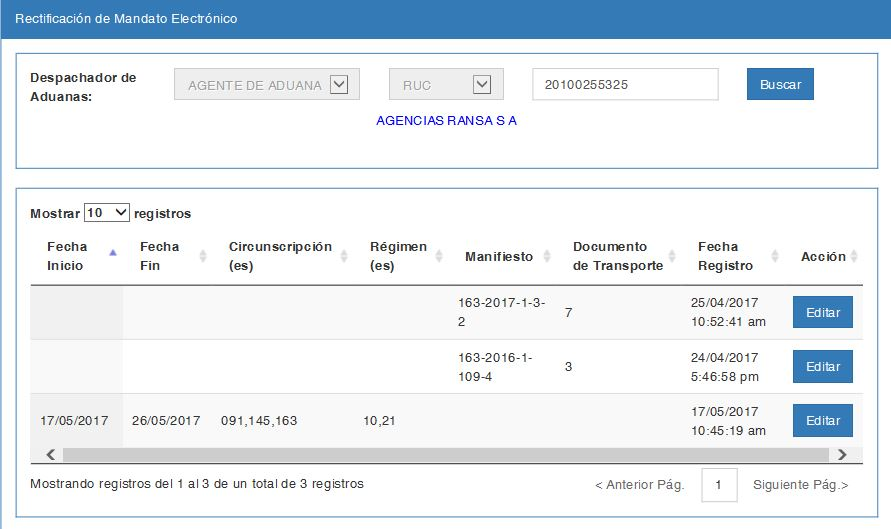 Rectificación de Mandato Electrónico
Despachador de
Aduanas:
AGENTE DE ADUANA
RUC
20100255325
Buscar
AGENCIAS RANSA S A
Mostrar 10 registros
Fecha
Inicio
Fecha
Fin
Circunscripción
(es)
Régimen
(es)
Manifiesto
Documento
de Transporte
Fecha
Registro
Acción
163-2017-1-3-
2
7
25/04/2017
10:52:41 am
Editar
163-2016-1-
109-4
3
24/04/2017
5:46:58 pm
Editar
17/05/2017
26/05/2017
091,145,163
10,21
17/05/2017
10:45:19 am
Editar
Mostrando registros del 1 al 3 de un total de 3 registros
< Anterior Pág. 1 Siguiente Pág.>